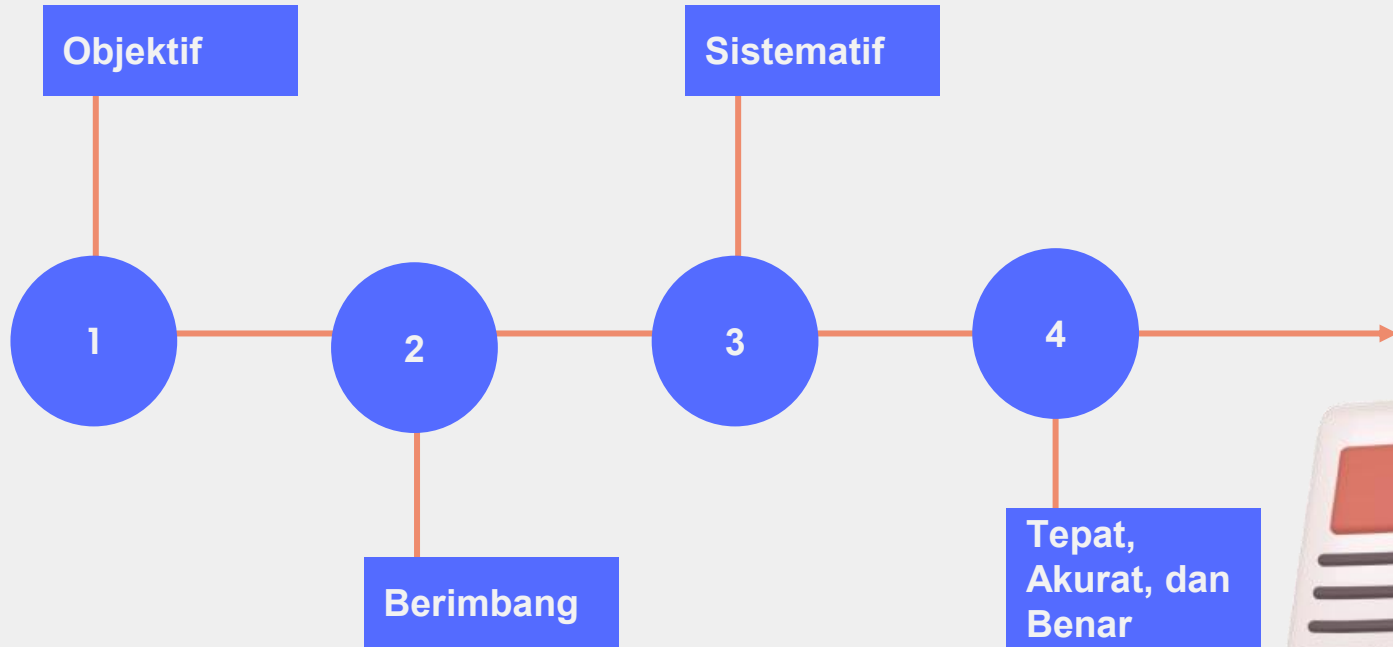 Objektif
Sistematif
1
2
3
4
Berimbang
Tepat,
Akurat, dan
Benar